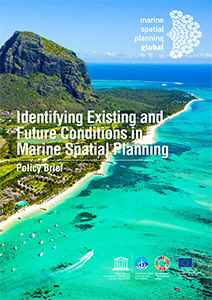 marine
spatial
planning
global
Identifying Existing and
Future Conditions in
Marine Spatial Planning
Policy Brief